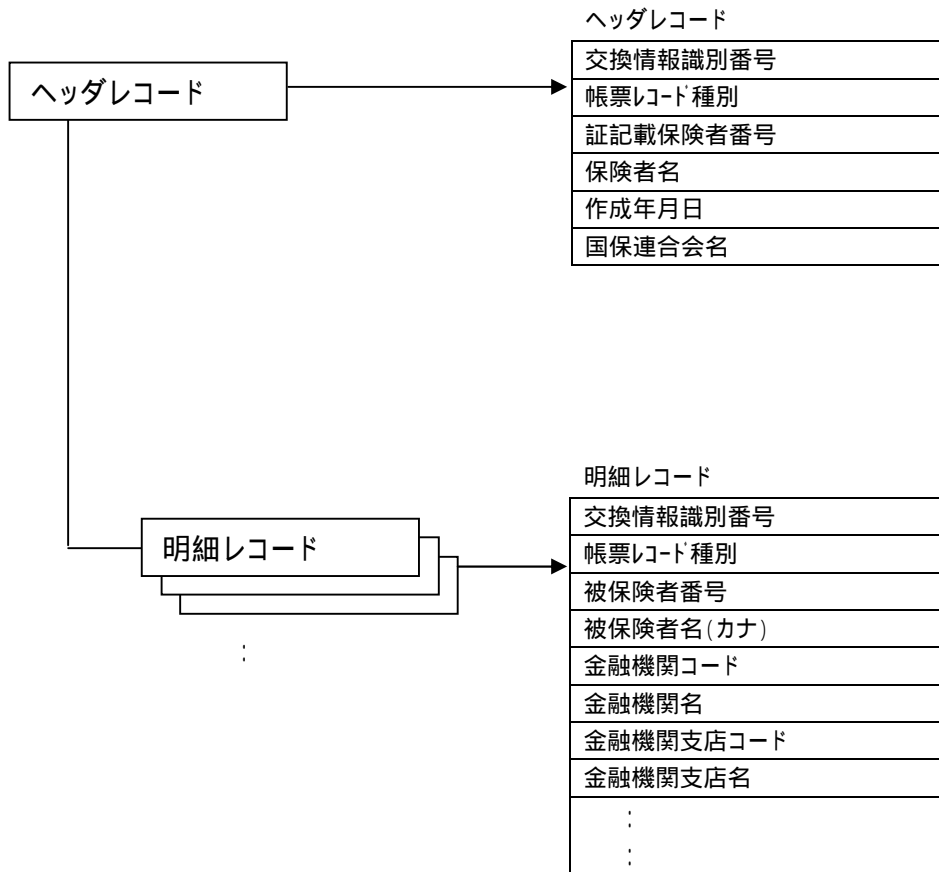 ヘッダレコード
ヘッダレコード
交換情報識別番号
帳票ﾚｺｰﾄﾞ種別
証記載保険者番号
保険者名
作成年月日
国保連合会名
明細レコード
:
明細レコード
交換情報識別番号
帳票ﾚｺｰﾄﾞ種別
被保険者番号
被保険者名(カナ)
金融機関コード
金融機関名
金融機関支店コード
金融機関支店名
:
: